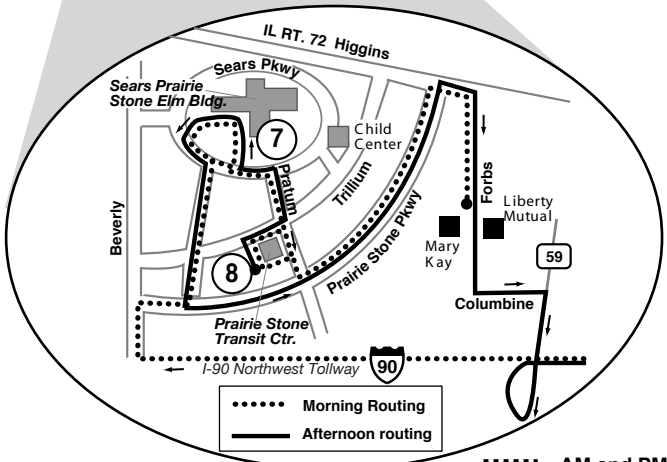 IL RT. 72 Higgins
Sears Pkwy
Sears Prairie
Stone Elm Bldg.
7
Child
Center
Pratum
Trillium
Forbs
Liberty
Mutual
Beverly
Prairie Stone Pkwy
Mary
Kay
59
8
Columbine
Prairie Stone
Transit Ctr.
I-90 Northwest Tollway
90
Morning Routing
Afternoon routing
AM and PM